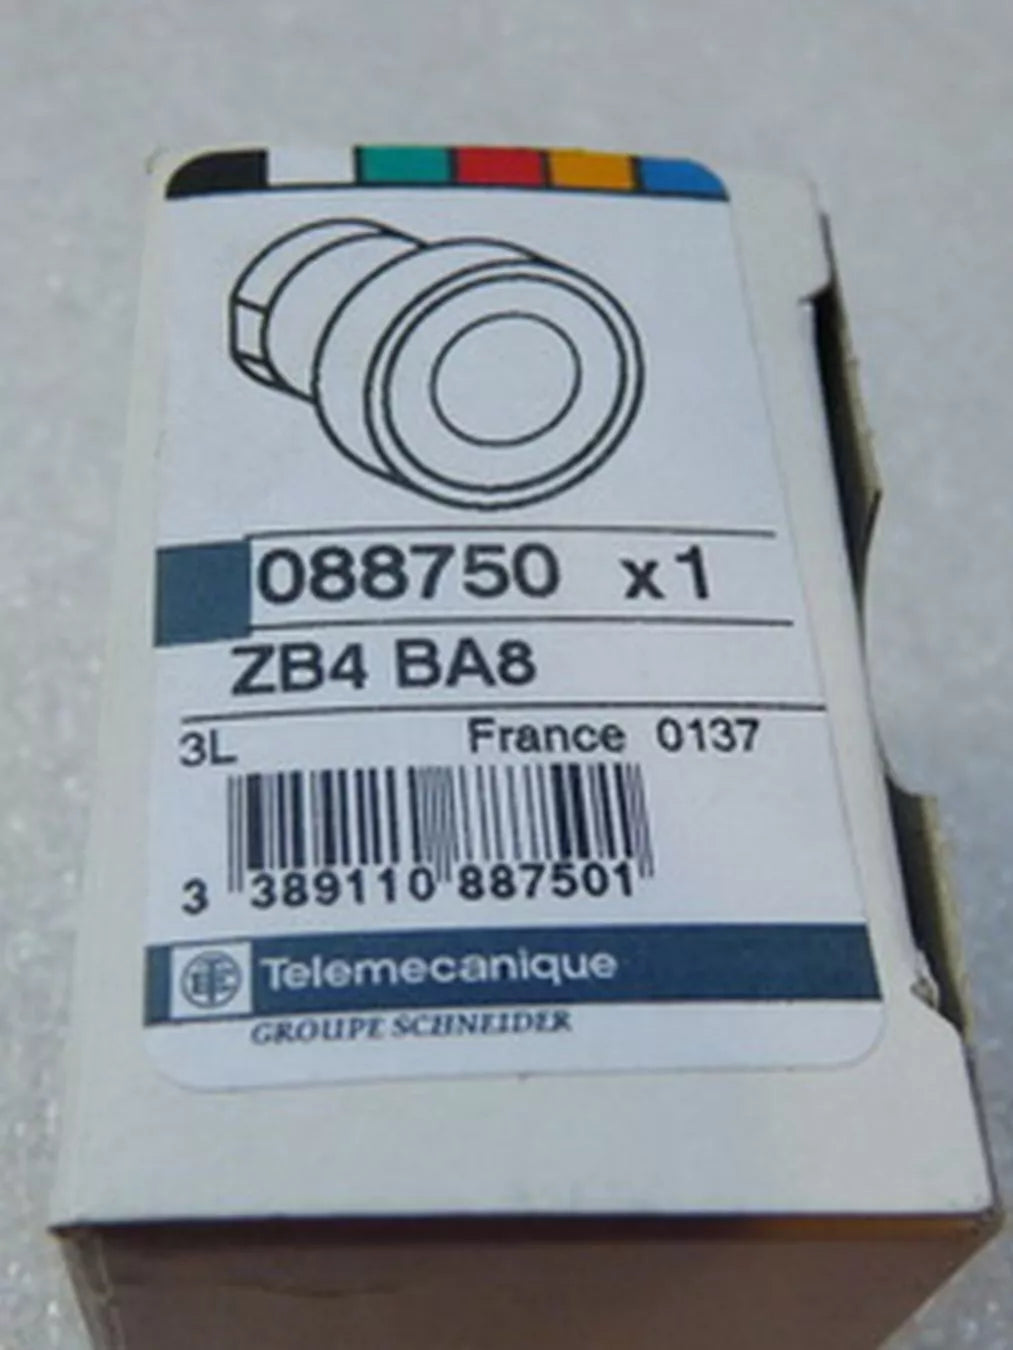 088750 x1
ZB4 BA8
3L France 0137
3 389110 887501
Telemecanique
GROUPE SCHNEIDER